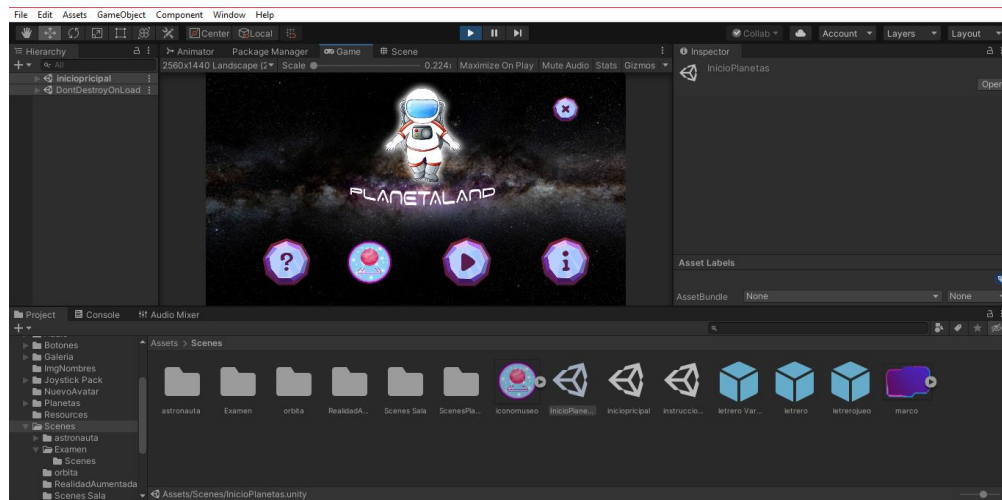 File Edit Assets GameObject Component Window Help
Center Local Collab Account Layers Layout
Hierarchy Animator Package Manager Game Scene Inspector
All 2560x1440 Landscape (2 Scale 0.224 Maximize On Play Mute Audio Stats Gizmos
iniciopricipal
DontDestroyOnLoad
InicioPlanetas
Open
PLANETALAND
?
i
Asset Labels
AssetBundle None None
Project Console Audio Mixer
Botones
Galeria
ImgNombres
Joystick Pack
NuevoAvatar
Planetas
Resources
Scenes
astronauta
Examen
Scenes
orbita
RealidadAumentada
Scenes Sala
Assets > Scenes
astronauta Examen orbita RealidadA... Scenes Sala ScenesPla... iconomuseo InicioPlane... iniciopricipal instruccio... letrero Var... letrero letrerojueo marco
Assets/Scenes/InicioPlanetas.unity